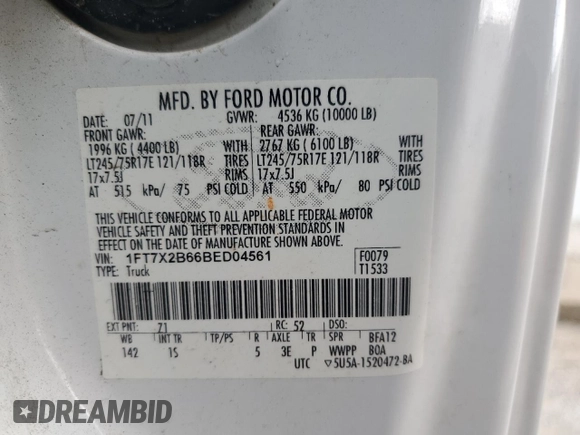 MFD. BY FORD MOTOR CO.
DATE: 07/11 GVWR: 4536 KG (10000 LB)
FRONT GAWR: REAR GAWR:
1996 KG (4400 LB) WITH 2767 KG (6100 LB) WITH
LT245/75R17E 121/118R TIRES LT245/75R17E 121/118R TIRES
17x7.5J RIMS 17x7.5J RIMS
AT 515 kPa/ 75 PSI COLD AT 550 kPa/ 80 PSI COLD
THIS VEHICLE CONFORMS TO ALL APPLICABLE FEDERAL MOTOR
VEHICLE SAFETY AND THEFT PREVENTION STANDARDS IN
EFFECT ON THE DATE OF MANUFACTURE SHOWN ABOVE.
VIN: 1FT7X2B66BED04561 F0079
TYPE: Truck T1533
EXT PNT: Z1 RC: 52 DSO:
WB INT TR TP/PS R AXLE TR SPR BFA12
142 1S 5 3E P WWPP BOA
UTC ▽5U5A-1520472-BA
DREAMBID